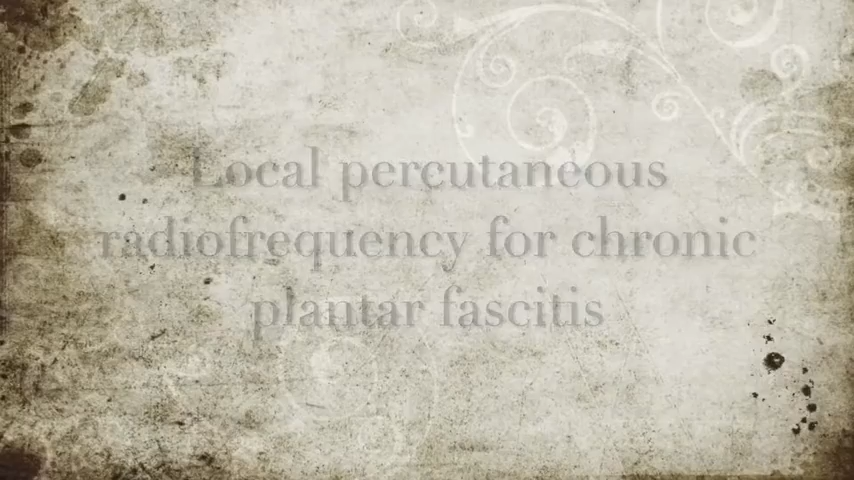 Local percutaneous
radiofrequency for chronic
plantar fascitis